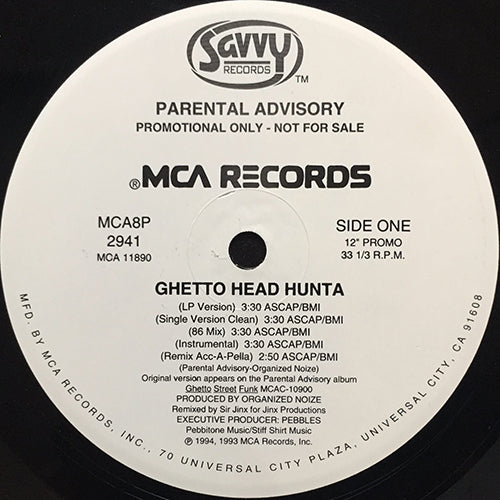 Savvy
RECORDS
TM
PARENTAL ADVISORY
PROMOTIONAL ONLY - NOT FOR SALE
®MCA RECORDS
MCA8P
2941
MCA 11890
SIDE ONE
12" PROMO
33 1/3 R.P.M.
GHETTO HEAD HUNTA
(LP Version) 3:30 ASCAP/BMI
(Single Version Clean) 3:30 ASCAP/BMI
(86 Mix) 3:30 ASCAP/BMI
(Instrumental) 3:30 ASCAP/BMI
(Remix Acc-A-Pella) 2:50 ASCAP/BMI
(Parental Advisory-Organized Noize)
Original version appears on the Parental Advisory album
Ghetto Street Funk MCAC-10900
PRODUCED BY ORGANIZED NOIZE
Remixed by Sir Jinx for Jinx Productions
EXECUTIVE PRODUCER: PEBBLES
Pebbitone Music/Stiff Shirt Music
℗ 1994, 1993 MCA Records, Inc.
MFD. BY MCA RECORDS, INC., 70 UNIVERSAL CITY PLAZA, UNIVERSAL CITY, CA 91608